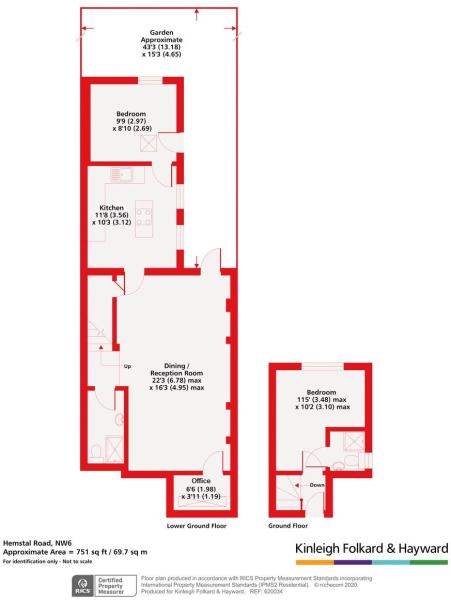 Garden
Approximate
43'3 (13.18)
x 15'3 (4.65)
Bedroom
9'9 (2.97)
x 8'10 (2.69)
Kitchen
11'8 (3.56)
x 10'3 (3.12)
Up
Dining /
Reception Room
22'3 (6.78) max
x 16'3 (4.95) max
Bedroom
115' (3.48) max
x 10'2 (3.10) max
Down
Office
6'6 (1.98)
x 3'11 (1.19)
Lower Ground Floor
Ground Floor
Hemstal Road, NW6
Approximate Area = 751 sq ft / 69.7 sq m
For identification only - Not to scale
Kinleigh Folkard & Hayward
RICS
Certified
Property
Measurer
Floor plan produced in accordance with RICS Property Measurement Standards incorporating
International Property Measurement Standards (IPMS2 Residential). © nichecom 2020.
Produced for Kinleigh Folkard & Hayward. REF: 620034